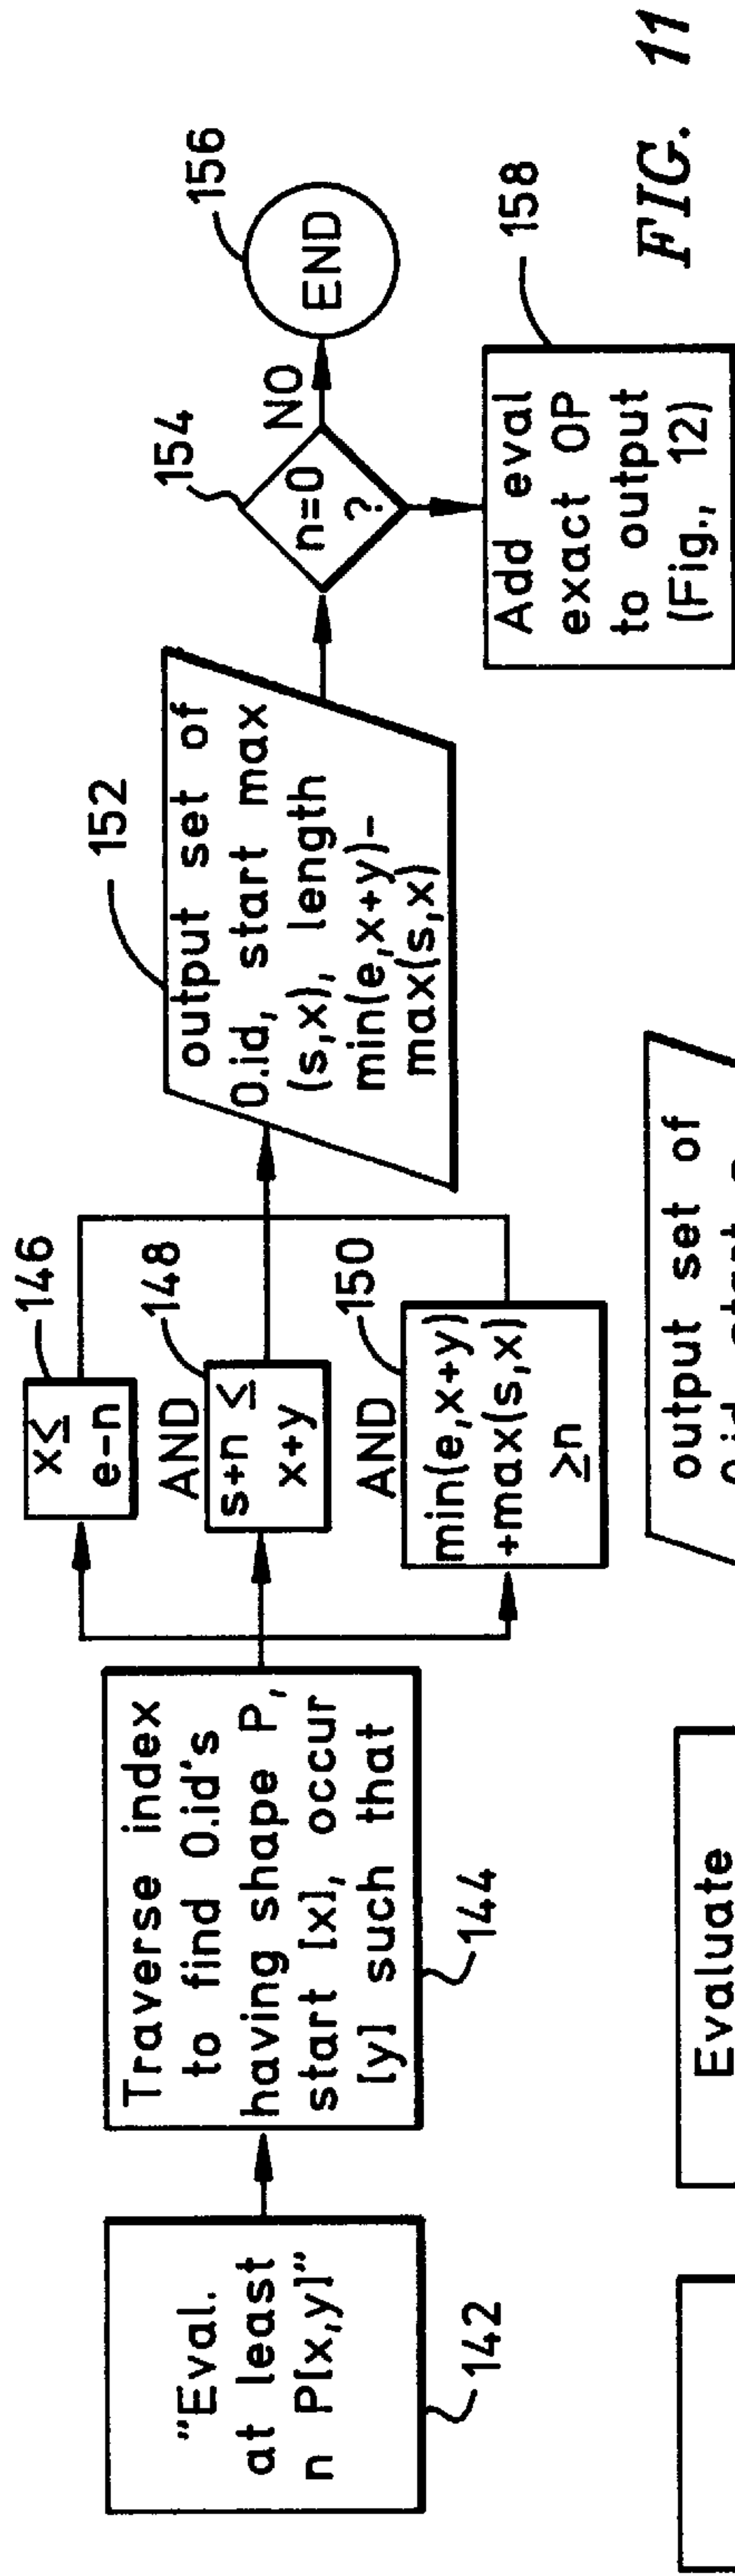 "Eval.
at least
n P[x,y]"
142
Traverse index
to find O.id's
having shape P,
start [x], occur
[y] such that
144
x≤
e-n
146
AND
s+n ≤
x+y
148
AND
min(e,x+y)
+max(s,x)
≥n
150
output set of
O.id, start max
(s,x), length
min(e,x+y)-
max(s,x)
152
n=0
?
154
NO
END
156
Add eval
exact OP
to output
(Fig., 12)
158
FIG. 11
Evaluate
output set of